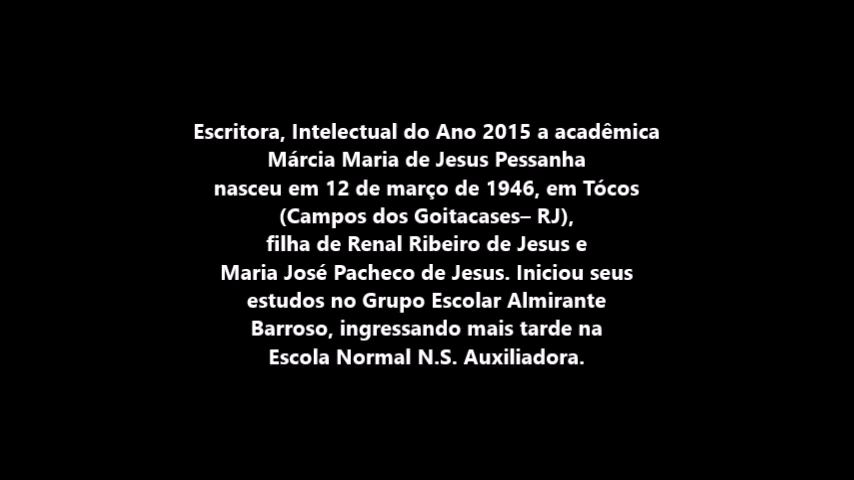 Escritora, Intelectual do Ano 2015 a acadêmica
Márcia Maria de Jesus Pessanha
nasceu em 12 de março de 1946, em Tócos
(Campos dos Goitacases– RJ),
filha de Renal Ribeiro de Jesus e
Maria José Pacheco de Jesus. Iniciou seus
estudos no Grupo Escolar Almirante
Barroso, ingressando mais tarde na
Escola Normal N.S. Auxiliadora.